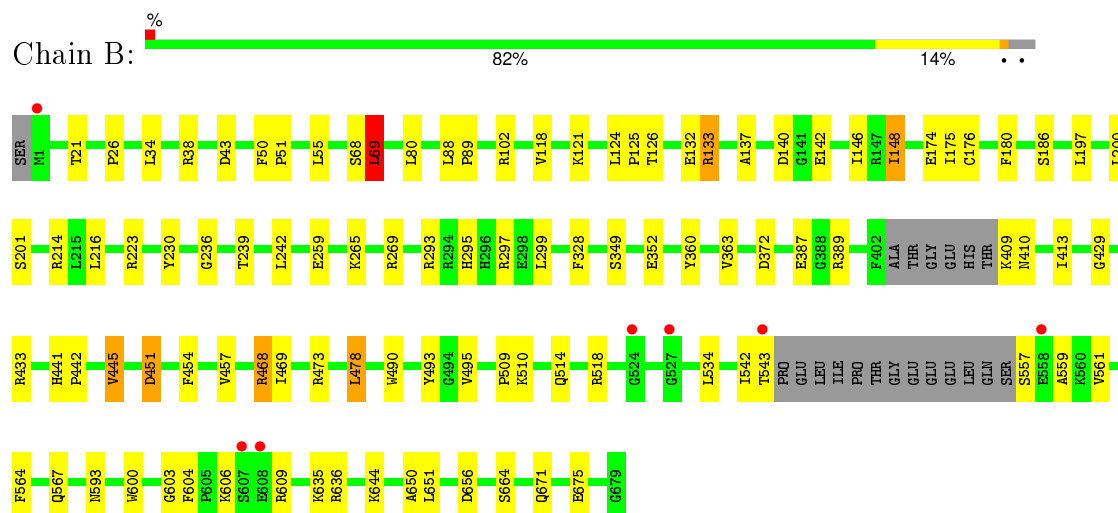 %
Chain B:
82%
14%
SER M1 T21 P26 L34 R38 D43 F50 P51 L55 S68 L69 L80 L88 P89 R102 V118 K121 L124 P125 T126 E132 R133 A137 D140 G141 E142 I146 R147 I148 E174 I175 C176 F180 S186 L197
S201 R214 L215 L216 R223 Y230 G236 T239 L242 E259 K265 R269 R293 R294 H295 H296 R297 E298 L299 F328 S349 E352 Y360 V363 D372 E387 G388 R389 F402 ALA THR GLY GLU HIS THR K409 N410 I413 G429
R433 H441 P442 V445 D451 F454 V457 R468 I469 R473 L478 W490 Y493 G494 V495 P509 K510 Q514 R518 G524 G527 L534 I542 T543 PRO GLU LEU ILE PRO THR GLY GLU GLU GLU LEU GLN SER S557 E558 A559 K560 V561
F564 Q567 N593 W600 G603 F604 P605 K606 S607 E608 R609 K635 R636 K644 A650 L651 D656 S664 Q671 E675 G679